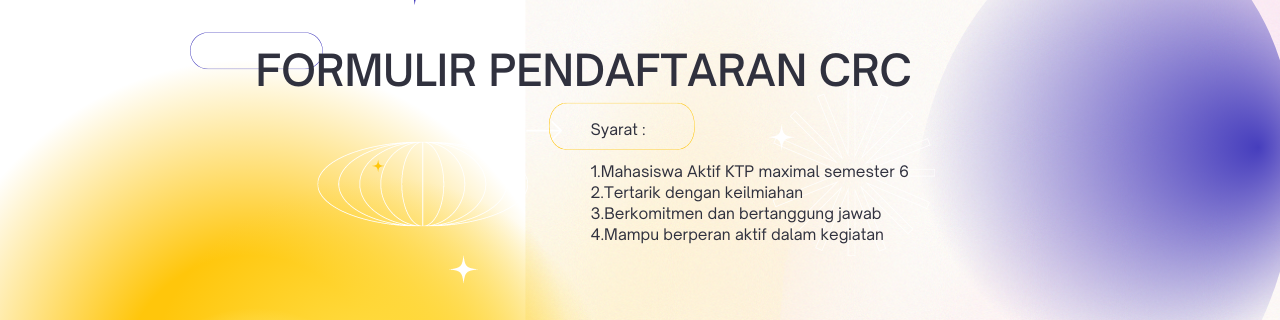 FORMULIR PENDAFTARAN CRC
Syarat :
1.Mahasiswa Aktif KTP maximal semester 6
2.Tertarik dengan keilmiahan
3.Berkomitmen dan bertanggung jawab
4.Mampu berperan aktif dalam kegiatan